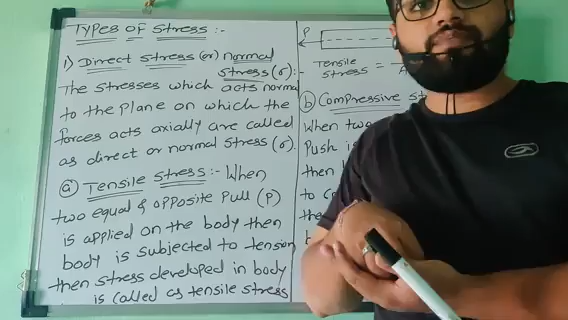 Types of Stress :-
1) Direct stress (or) normal
stress (σ) :-
The stresses which acts normal
to the plane on which the
forces acts axially are called
as direct or normal stress (σ).
ⓐ Tensile stress :- When
two equal & opposite pull (P)
is applied on the body then
body is subjected to tension
then stress developed in body
is called as tensile stress
P
Tensile
stress =
ⓑ Compressive st
When two
Push is
then
to
the